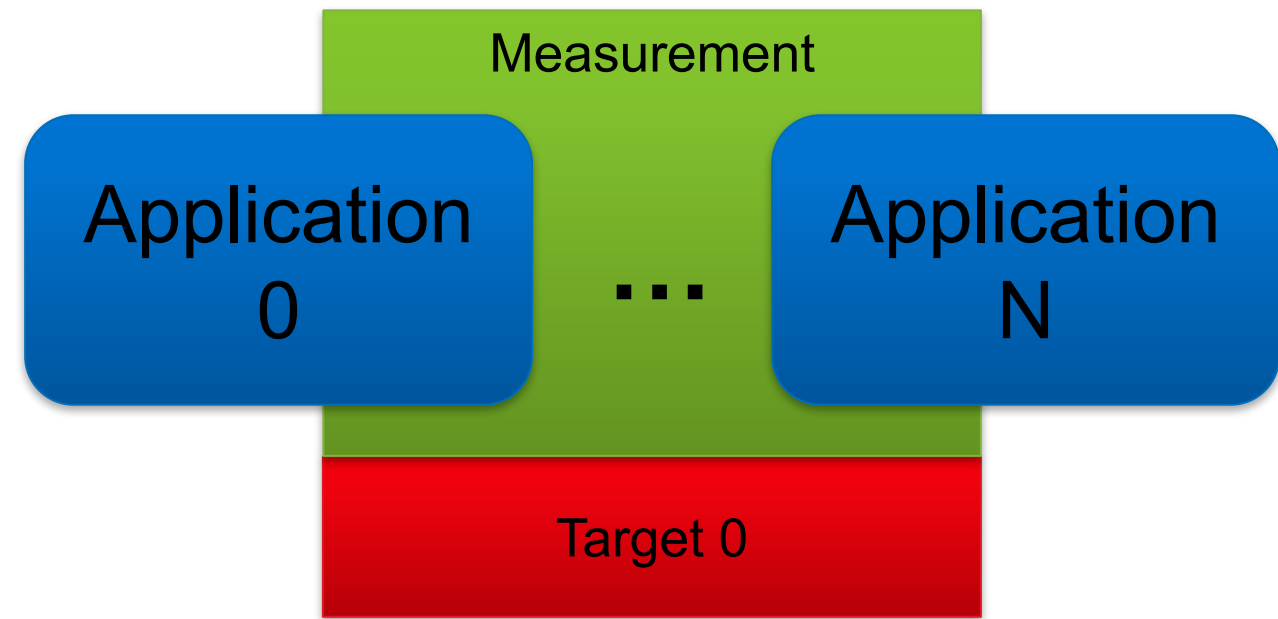 Measurement
Application
0
...
Application
N
Target 0